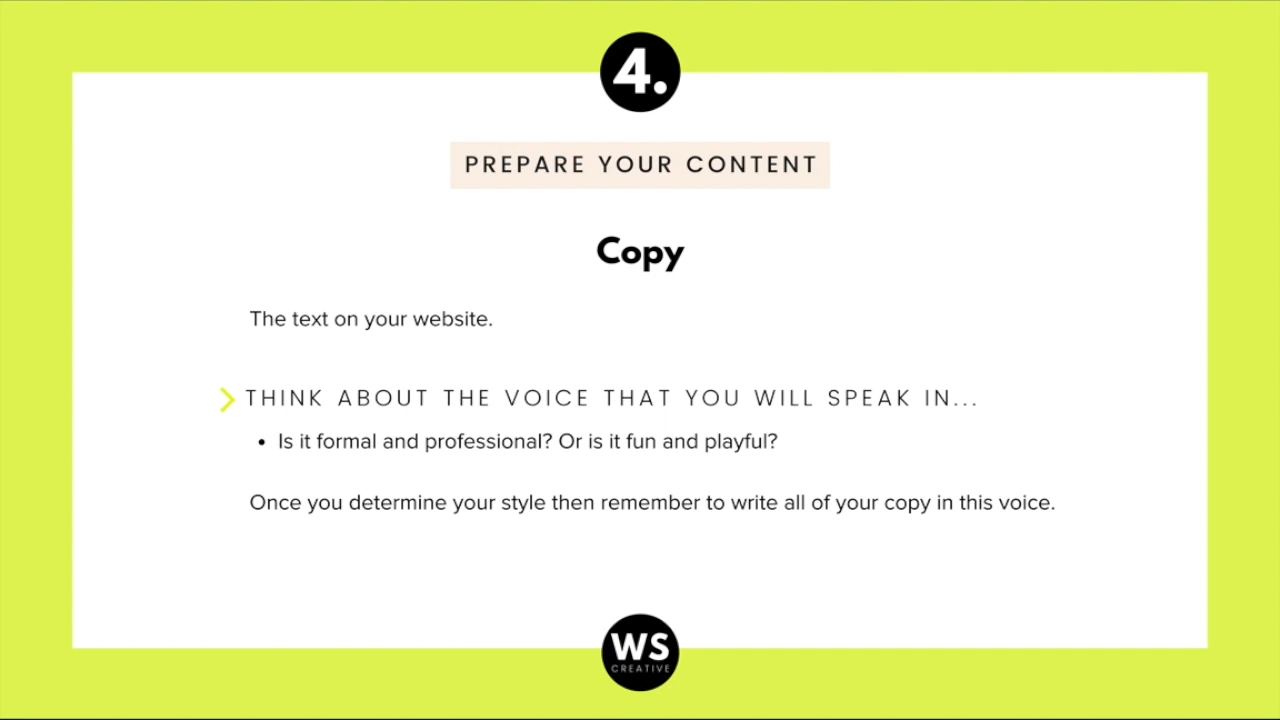 4.
PREPARE YOUR CONTENT
Copy
The text on your website.
THINK ABOUT THE VOICE THAT YOU WILL SPEAK IN...
• Is it formal and professional? Or is it fun and playful?
Once you determine your style then remember to write all of your copy in this voice.
WS
CREATIVE